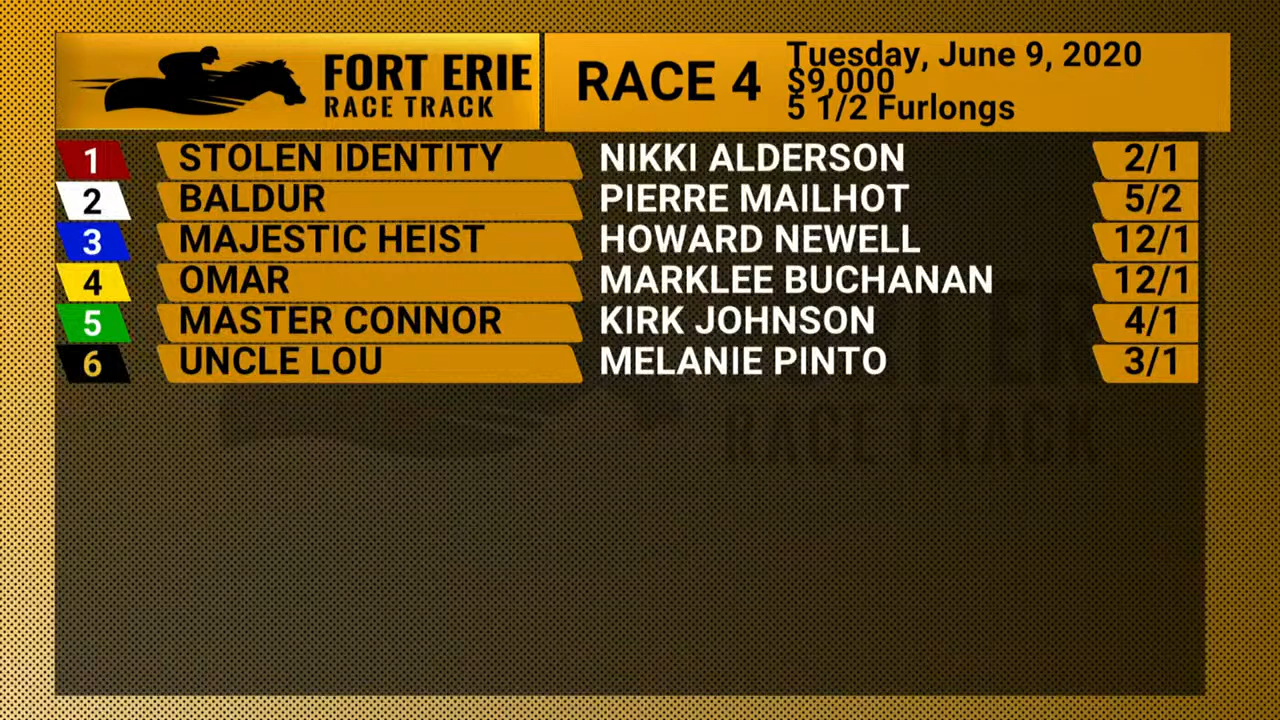 FORT ERIE
RACE TRACK
RACE 4
Tuesday, June 9, 2020
$9,000
5 1/2 Furlongs
1 STOLEN IDENTITY NIKKI ALDERSON 2/1
2 BALDUR PIERRE MAILHOT 5/2
3 MAJESTIC HEIST HOWARD NEWELL 12/1
4 OMAR MARKLEE BUCHANAN 12/1
5 MASTER CONNOR KIRK JOHNSON 4/1
6 UNCLE LOU MELANIE PINTO 3/1
RACE TRACK